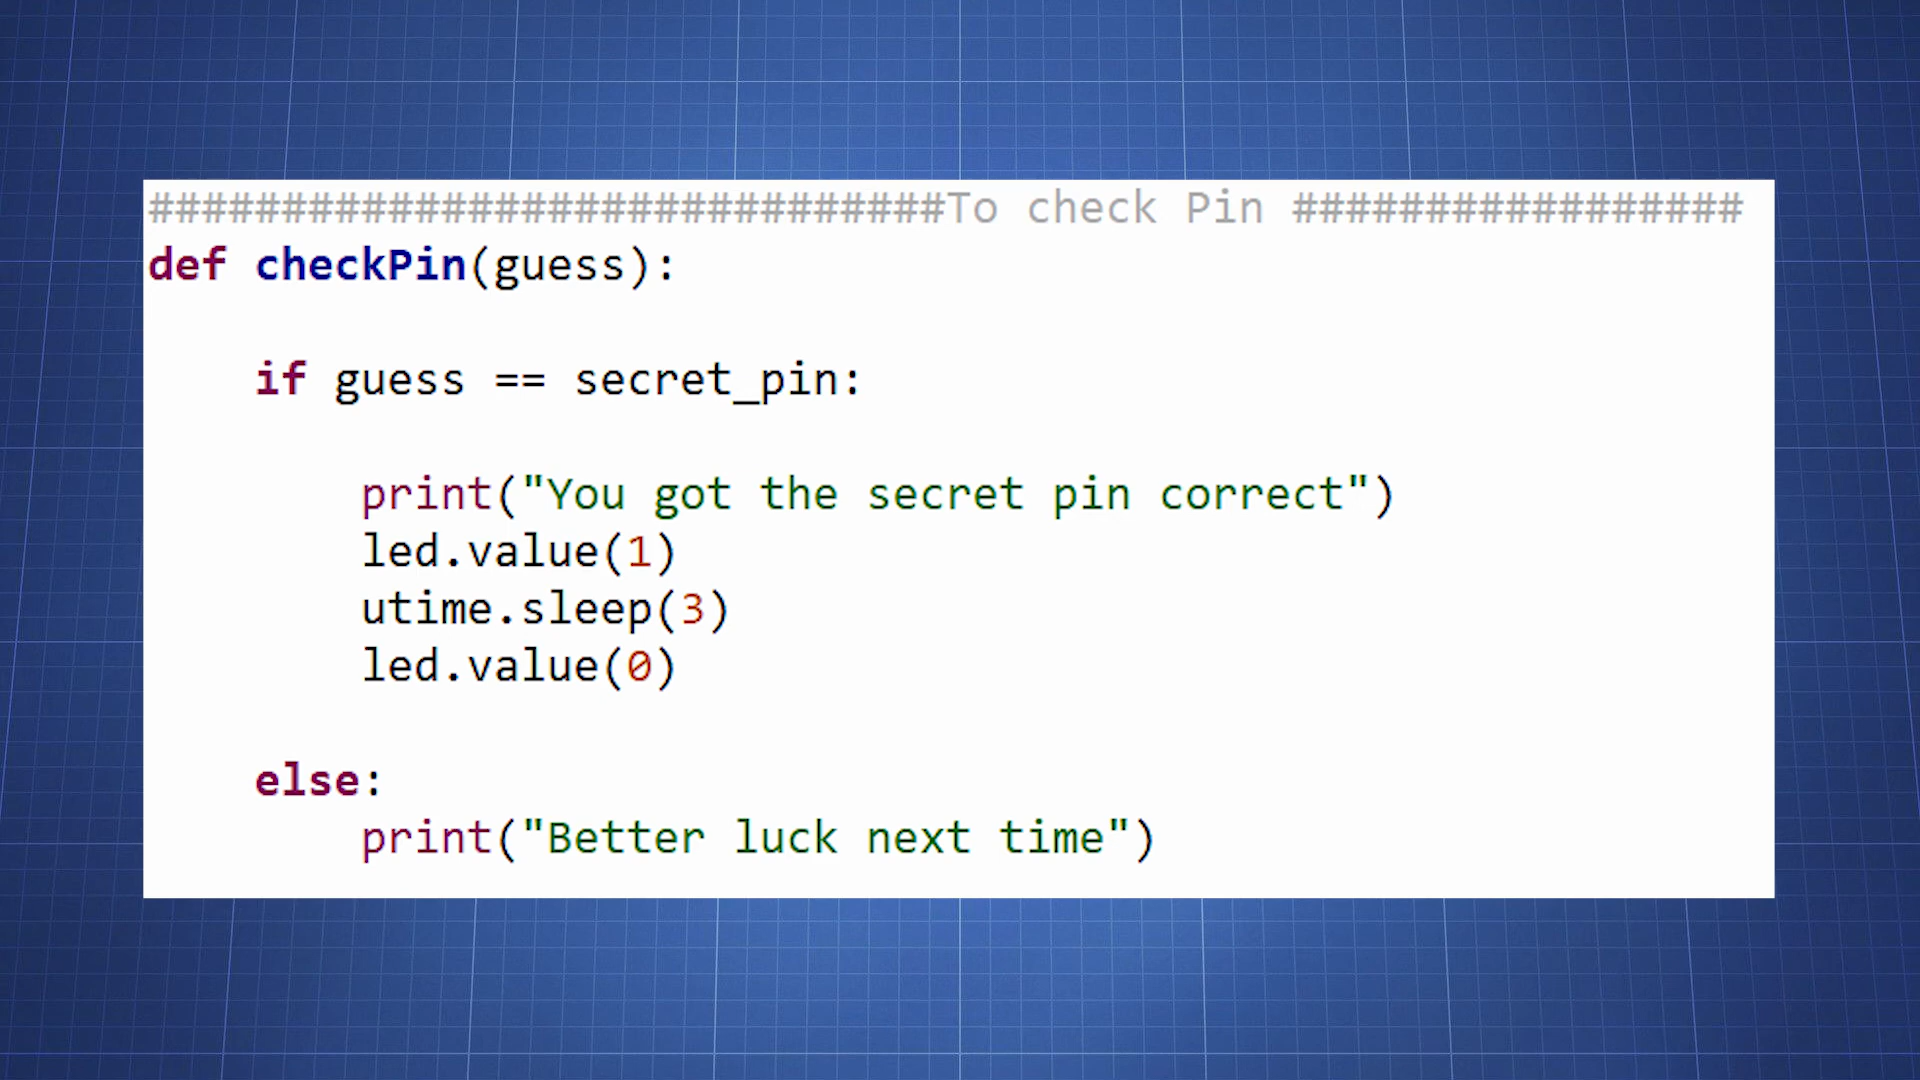 ##############################To check Pin #################
def checkPin(guess):
if guess == secret_pin:
print("You got the secret pin correct")
led.value(1)
utime.sleep(3)
led.value(0)
else:
print("Better luck next time")